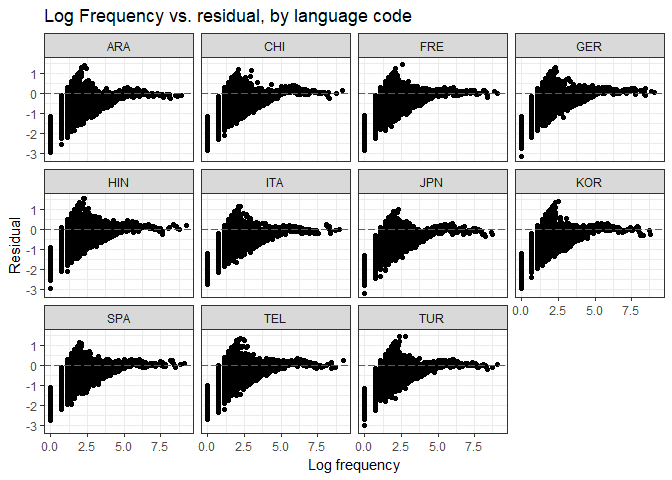 Log Frequency vs. residual, by language code
ARA CHI FRE GER
1
0
-1
-2
-3
HIN ITA JPN KOR
1
0
-1
-2
-3
Residual
0.0 2.5 5.0 7.5
SPA TEL TUR
1
0
-1
-2
-3
0.0 2.5 5.0 7.5 0.0 2.5 5.0 7.5 0.0 2.5 5.0 7.5
Log frequency